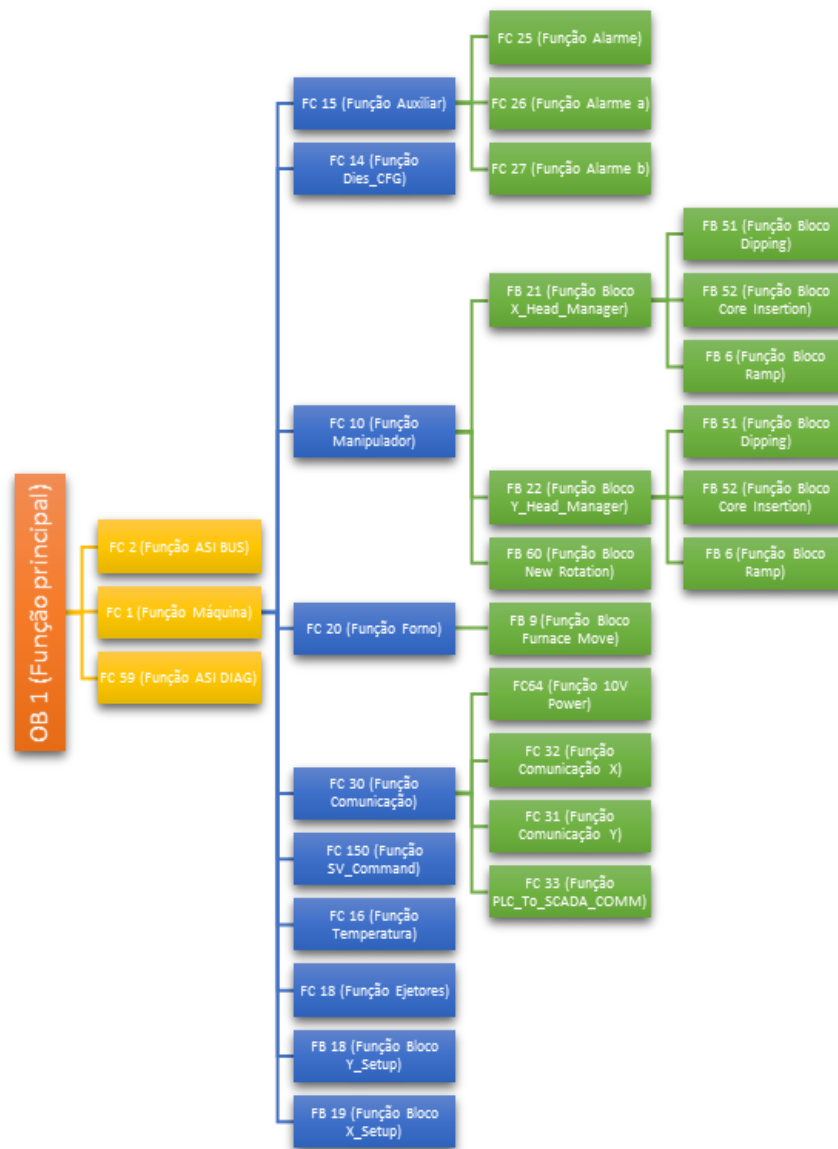 OB 1 (Função principal)
FC 2 (Função ASI BUS)
FC 1 (Função Máquina)
FC 59 (Função ASI DIAG)
FC 15 (Função Auxiliar)
FC 14 (Função
Dies_CFG)
FC 10 (Função
Manipulador)
FC 20 (Função Forno)
FC 30 (Função
Comunicação)
FC 150 (Função
SV_Command)
FC 16 (Função
Temperatura)
FC 18 (Função Ejetores)
FB 18 (Função Bloco
Y_Setup)
FB 19 (Função Bloco
X_Setup)
FC 25 (Função Alarme)
FC 26 (Função Alarme a)
FC 27 (Função Alarme b)
FB 21 (Função Bloco
X_Head_Manager)
FB 22 (Função Bloco
Y_Head_Manager)
FB 60 (Função Bloco
New Rotation)
FB 9 (Função Bloco
Furnace Move)
FC64 (Função 10V
Power)
FC 32 (Função
Comunicação X)
FC 31 (Função
Comunicação Y)
FC 33 (Função
PLC_To_SCADA_COMM)
FB 51 (Função Bloco
Dipping)
FB 52 (Função Bloco
Core Insertion)
FB 6 (Função Bloco
Ramp)
FB 51 (Função Bloco
Dipping)
FB 52 (Função Bloco
Core Insertion)
FB 6 (Função Bloco
Ramp)